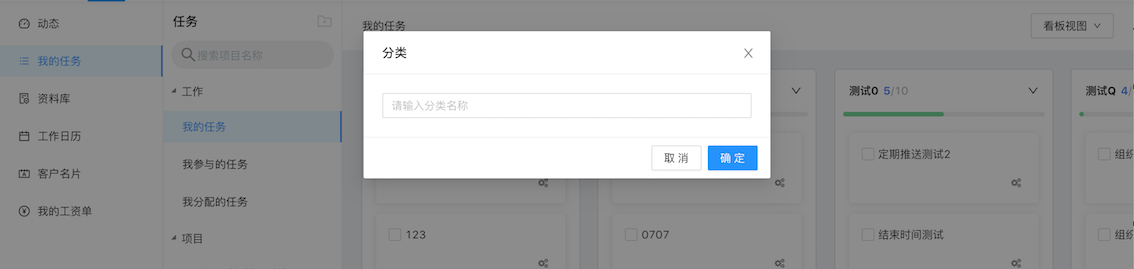 动态
我的任务
资料库
工作日历
客户名片
我的工资单
任务
搜索项目名称
工作
我的任务
我参与的任务
我分配的任务
项目
我的任务
看板视图
分类
请输入分类名称
取消
确定
123
0707
测试0 5/10
定期推送测试2
结束时间测试
测试Q 4/
组织
组织